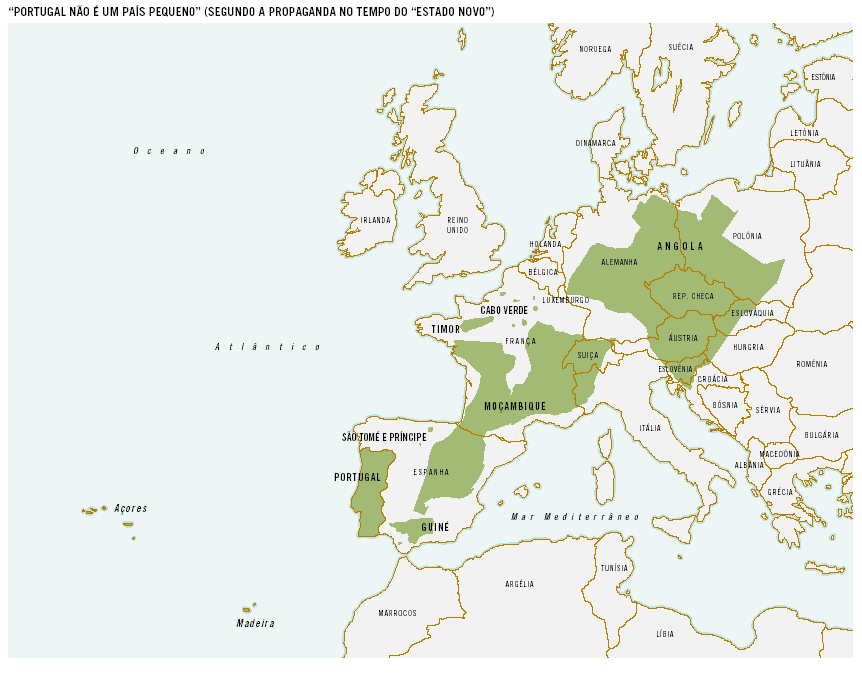 “PORTUGAL NÃO É UM PAÍS PEQUENO” (SEGUNDO A PROPAGANDA NO TEMPO DO “ESTADO NOVO”)
NORUEGA
SUÉCIA
ESTÓNIA
LETÓNIA
DINAMARCA
Oceano
LITUÂNIA
IRLANDA
REINO
UNIDO
POLÓNIA
HOLANDA
ANGOLA
ALEMANHA
BÉLGICA
REP. CHECA
LUXEMBURGO
CABO VERDE
ESLOVÁQUIA
TIMOR
FRANÇA
ÁUSTRIA
Atlântico
HUNGRIA
SUIÇA
ROMÉNIA
ESLOVÉNIA
CROÁCIA
MOÇAMBIQUE
BÓSNIA
SÉRVIA
ITÁLIA
SÃO TOMÉ E PRÍNCIPE
BULGÁRIA
MACEDÓNIA
ALBÂNIA
ESPANHA
PORTUGAL
GRÉCIA
Açores
Mar Mediterrâneo
GUINÉ
TUNÍSIA
ARGÉLIA
MARROCOS
Madeira
LÍBIA